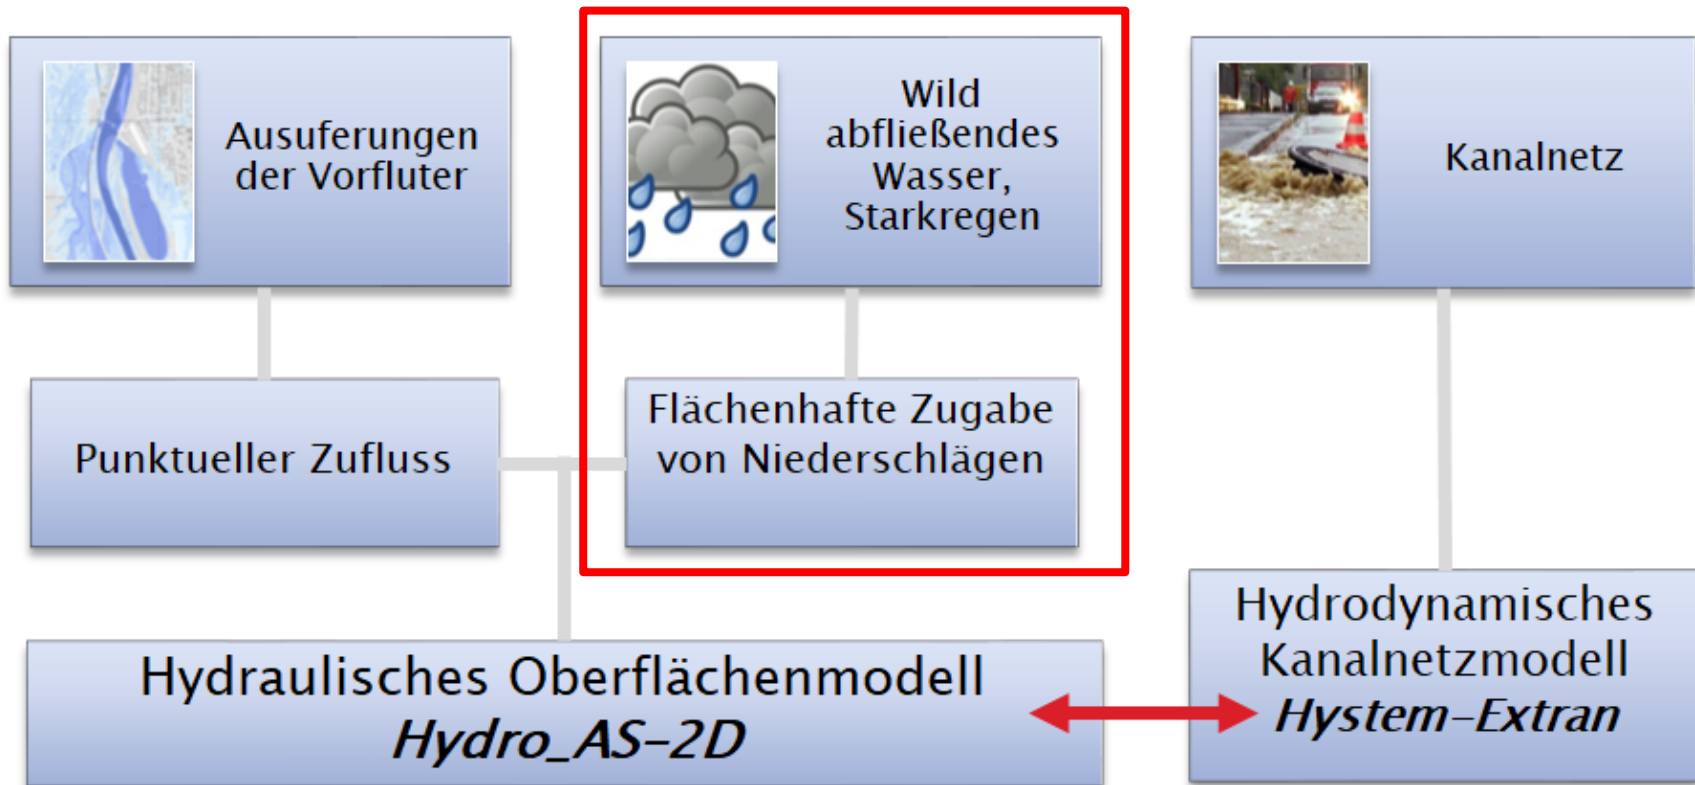 Ausuferungen
der Vorfluter
Wild
abfließendes
Wasser,
Starkregen
Kanalnetz
Punktueller Zufluss
Flächenhafte Zugabe
von Niederschlägen
Hydraulisches Oberflächenmodell
Hydro_AS-2D
Hydrodynamisches
Kanalnetzmodell
Hystem-Extran